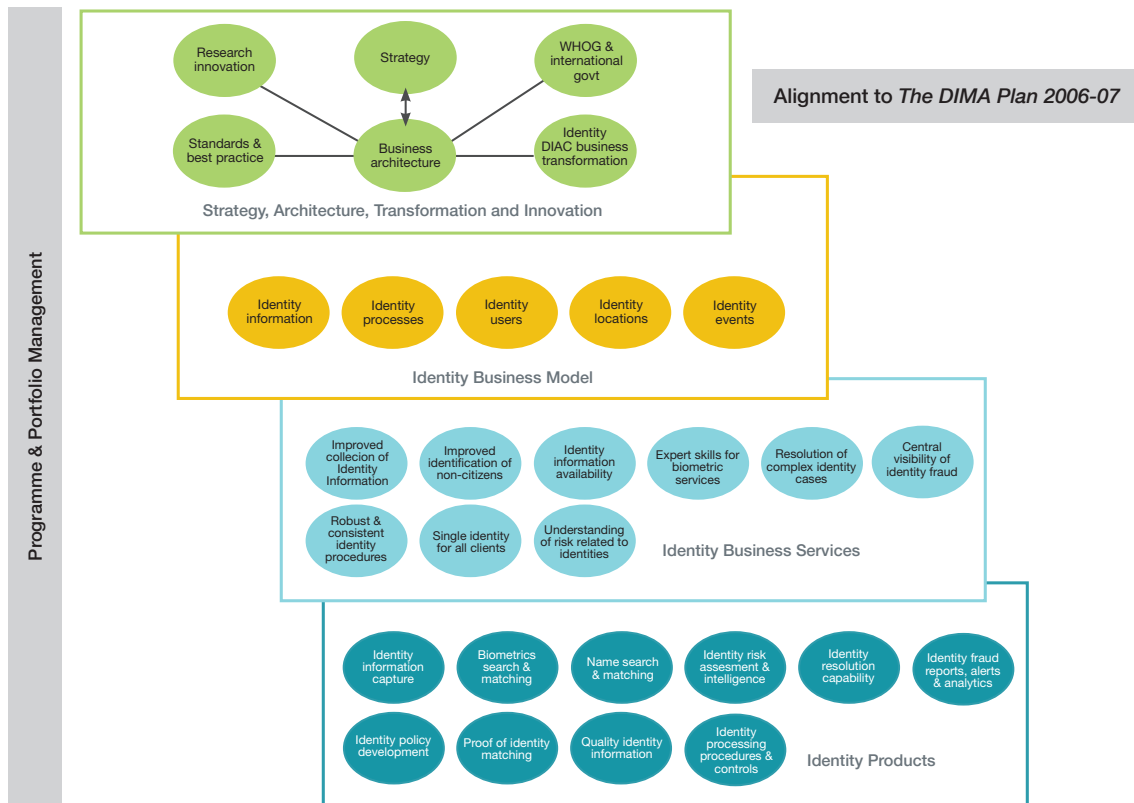 Programme & Portfolio Management
Alignment to The DIMA Plan 2006-07
Research
innovation
Strategy
WHOG &
international
govt
Standards &
best practice
Business
architecture
Identity
DIAC business
transformation
Strategy, Architecture, Transformation and Innovation
Identity
information
Identity
processes
Identity
users
Identity
locations
Identity
events
Identity Business Model
Improved
collecion of
Identity
Information
Improved
identification of
non-citizens
Identity
information
availability
Expert skills for
biometric
services
Resolution of
complex identity
cases
Central
visibility of
identity fraud
Robust &
consistent
identity
procedures
Single identity
for all clients
Understanding
of risk related to
identities
Identity Business Services
Identity
information
capture
Biometrics
search &
matching
Name search
& matching
Identity risk
assesment &
intelligence
Identity
resolution
capability
Identity fraud
reports, alerts
& analytics
Identity policy
development
Proof of identity
matching
Quality identity
information
Identity
processing
procedures &
controls
Identity Products